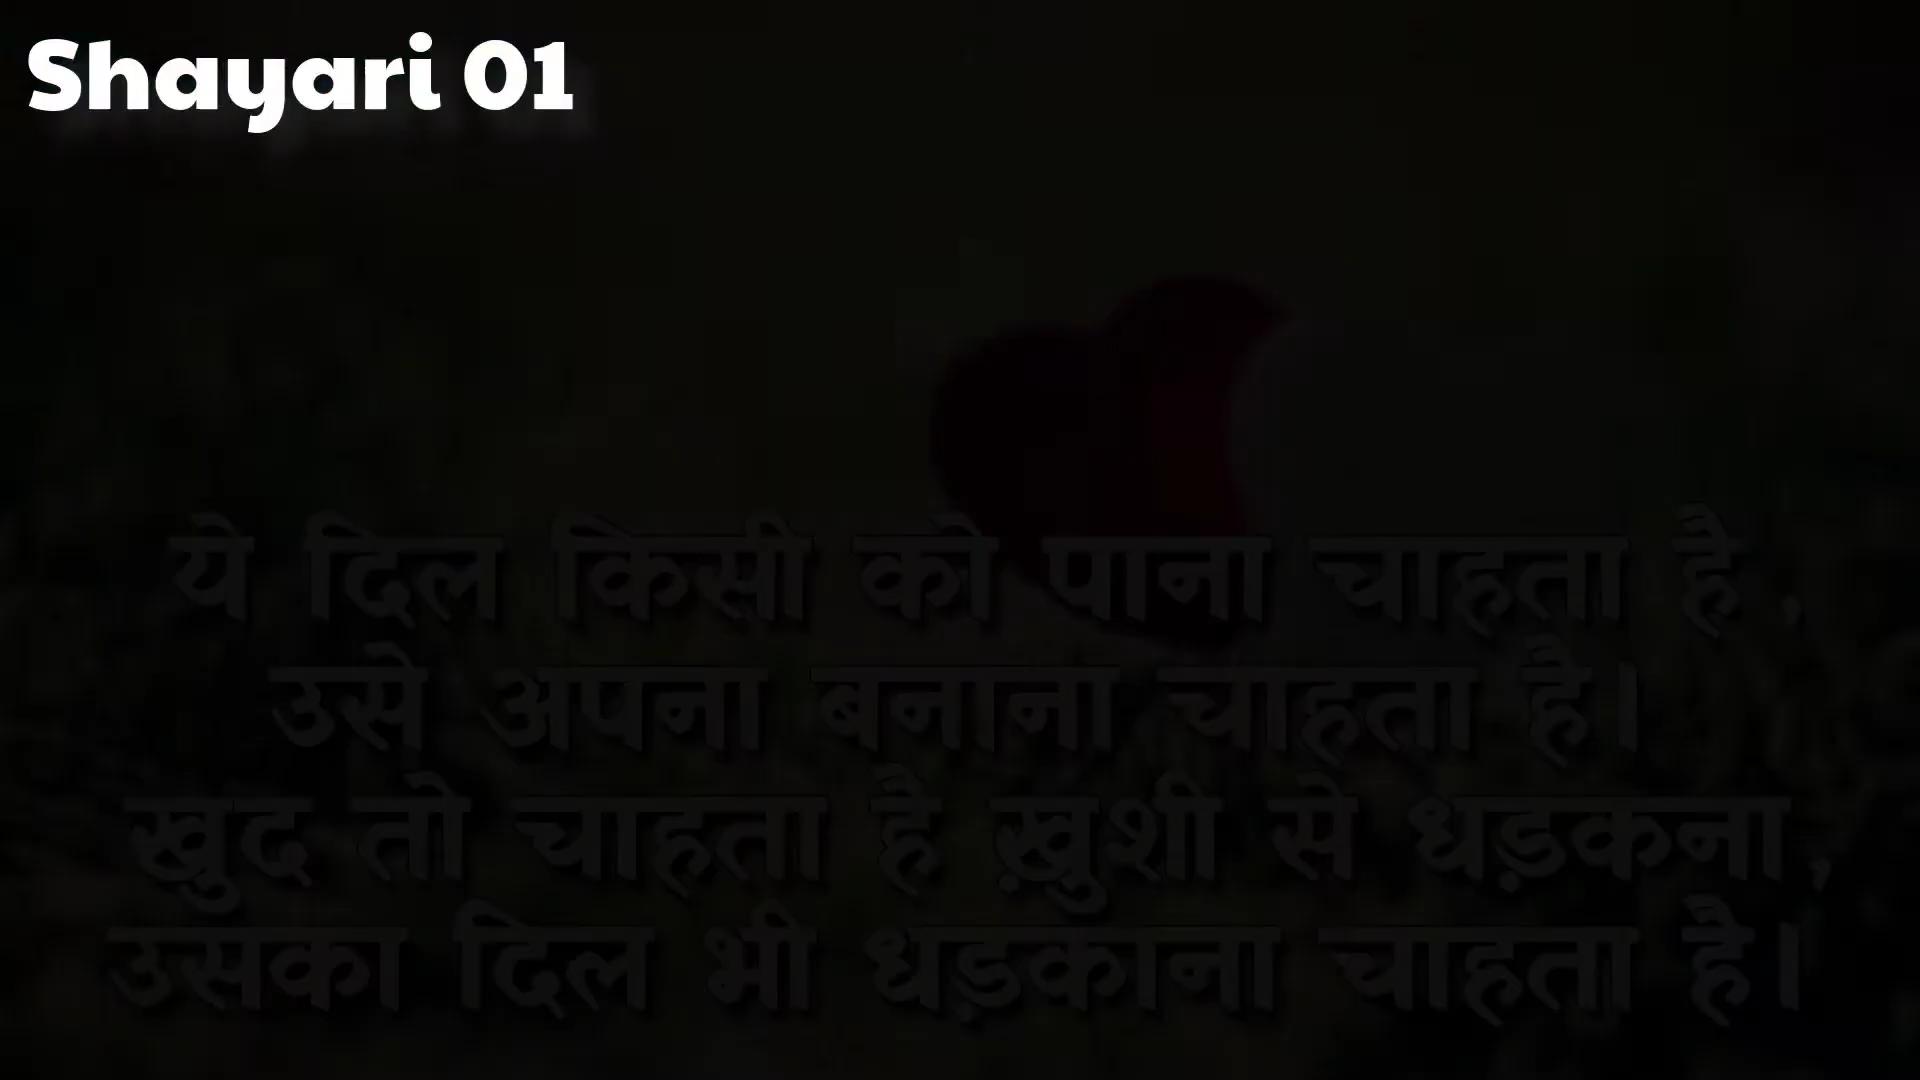 Shayari 01
ये दिल किसी को पाना चाहता है ,
उसे अपना बनाना चाहता है।
खुद तो चाहता है ख़ुशी से धड़कना ,
उसका दिल भी धड़काना चाहता है।